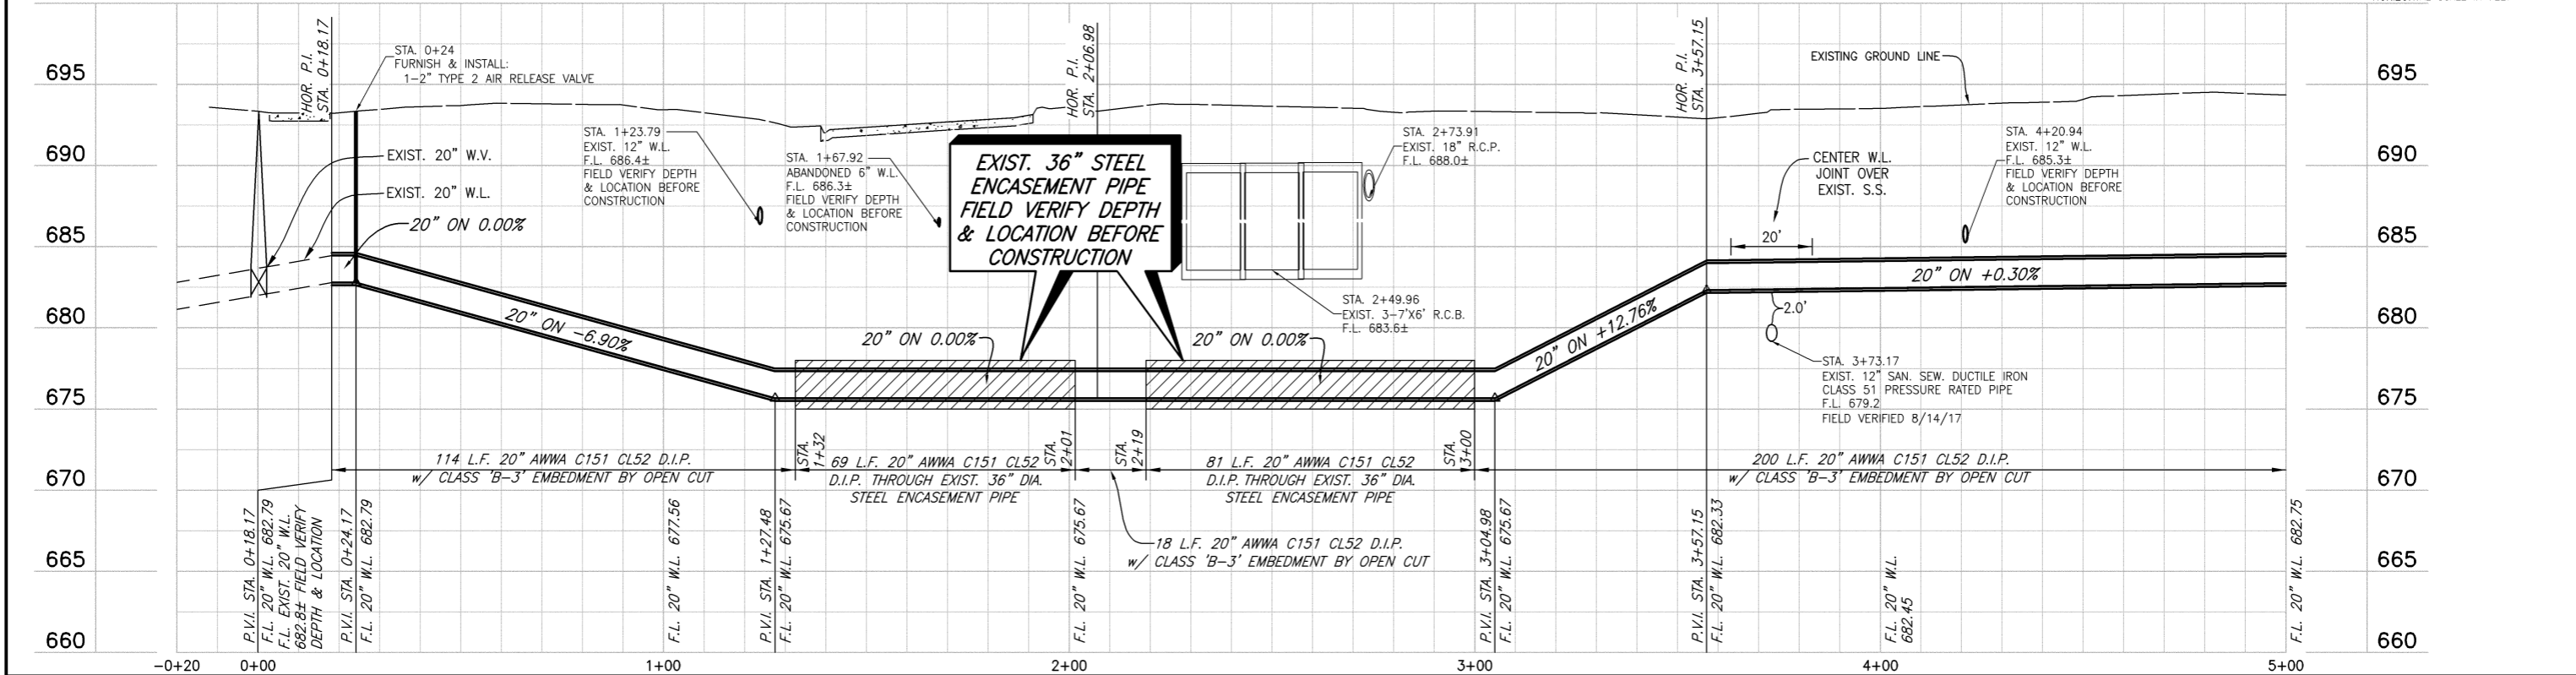 695
690
685
680
675
670
665
660
HOR. P.I.
STA. 0+18.17
STA. 0+24
FURNISH & INSTALL:
1-2" TYPE 2 AIR RELEASE VALVE
EXIST. 20" W.V.
EXIST. 20" W.L.
20" ON 0.00%
20" ON -6.90%
STA. 1+23.79
EXIST. 12" W.L.
F.L. 686.4±
FIELD VERIFY DEPTH
& LOCATION BEFORE
CONSTRUCTION
STA. 1+67.92
ABANDONED 6" W.L.
F.L. 686.3±
FIELD VERIFY DEPTH
& LOCATION BEFORE
CONSTRUCTION
HOR. P.I.
STA. 2+06.98
EXIST. 36" STEEL
ENCASEMENT PIPE
FIELD VERIFY DEPTH
& LOCATION BEFORE
CONSTRUCTION
20" ON 0.00%
20" ON 0.00%
STA. 2+73.91
EXIST. 18" R.C.P.
F.L. 688.0±
STA. 2+49.96
EXIST. 3-7'X6' R.C.B.
F.L. 683.6±
20" ON +12.76%
HOR. P.I.
STA. 3+57.15
EXISTING GROUND LINE
CENTER W.L.
JOINT OVER
EXIST. S.S.
20'
STA. 4+20.94
EXIST. 12" W.L.
F.L. 685.3±
FIELD VERIFY DEPTH
& LOCATION BEFORE
CONSTRUCTION
20" ON +0.30%
2.0'
STA. 3+73.17
EXIST. 12" SAN. SEW. DUCTILE IRON
CLASS 51 PRESSURE RATED PIPE
F.L. 679.2
FIELD VERIFIED 8/14/17
695
690
685
680
675
670
665
660
114 L.F. 20" AWWA C151 CL52 D.I.P.
w/ CLASS 'B-3' EMBEDMENT BY OPEN CUT
STA.
1+32
69 L.F. 20" AWWA C151 CL52
D.I.P. THROUGH EXIST. 36" DIA.
STEEL ENCASEMENT PIPE
STA.
2+01
STA.
2+19
81 L.F. 20" AWWA C151 CL52
D.I.P. THROUGH EXIST. 36" DIA.
STEEL ENCASEMENT PIPE
STA.
3+00
200 L.F. 20" AWWA C151 CL52 D.I.P.
w/ CLASS 'B-3' EMBEDMENT BY OPEN CUT
18 L.F. 20" AWWA C151 CL52 D.I.P.
w/ CLASS 'B-3' EMBEDMENT BY OPEN CUT
P.V.I. STA. 0+18.17
F.L. 20" W.L. 682.79
F.L. EXIST. 20" W.L.
682.8± FIELD VERIFY
DEPTH & LOCATION
P.V.I. STA. 0+24.17
F.L. 20" W.L. 682.79
F.L. 20" W.L. 677.56
P.V.I. STA. 1+27.48
F.L. 20" W.L. 675.67
F.L. 20" W.L. 675.67
P.V.I. STA. 3+04.98
F.L. 20" W.L. 675.67
P.V.I. STA. 3+57.15
F.L. 20" W.L. 682.33
F.L. 20" W.L.
682.45
F.L. 20" W.L. 682.75
-0+20
0+00
1+00
2+00
3+00
4+00
5+00